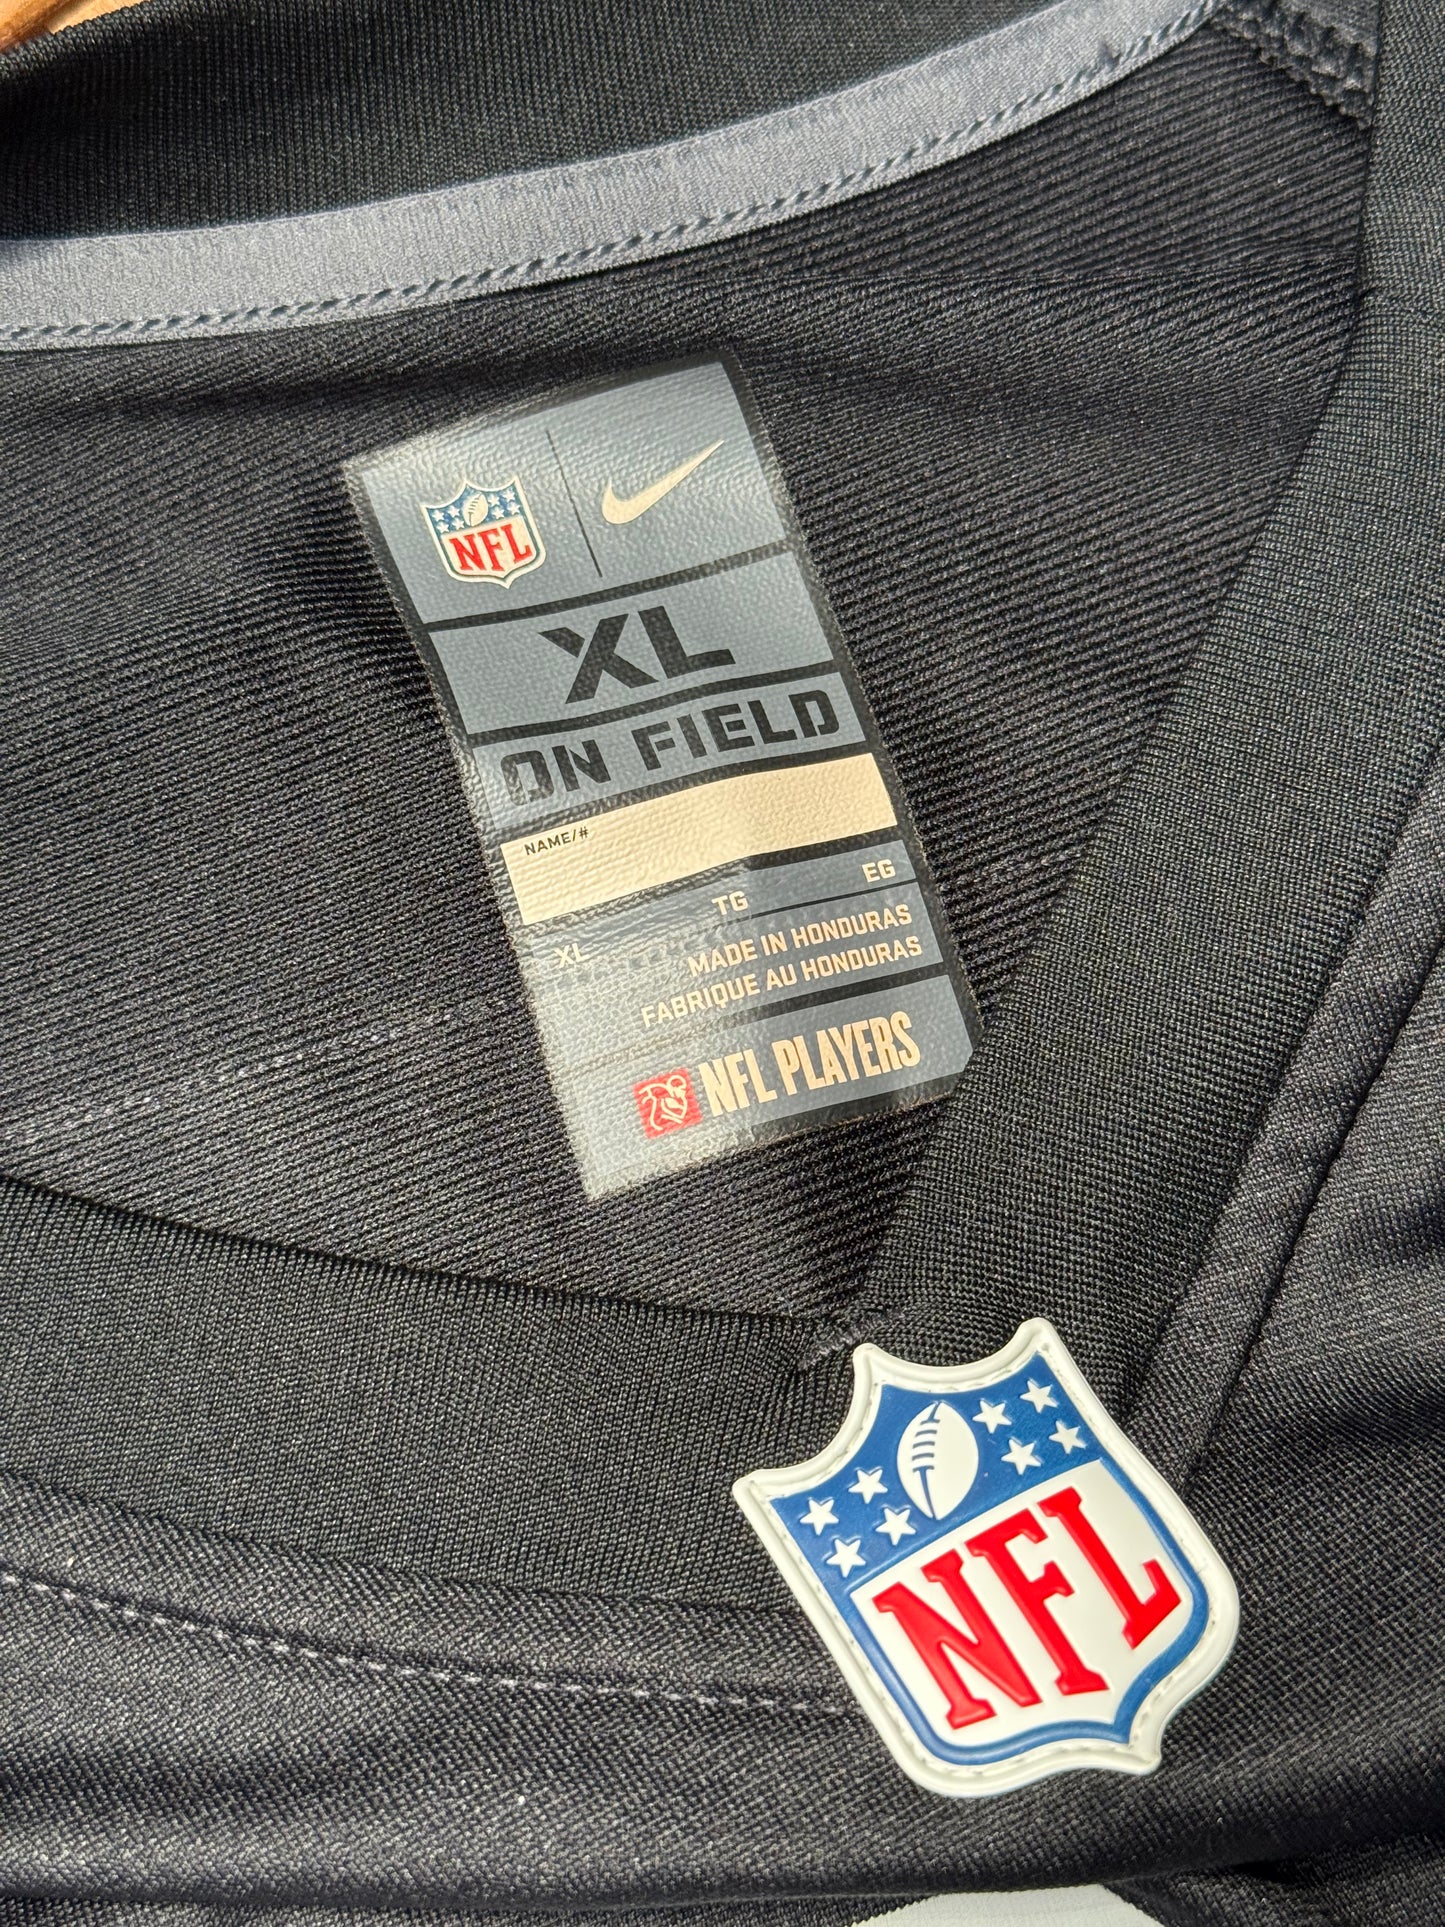 NFL
XL
ON FIELD
NAME/#
XL TG EG
MADE IN HONDURAS
FABRIQUE AU HONDURAS
NFL PLAYERS
NFL